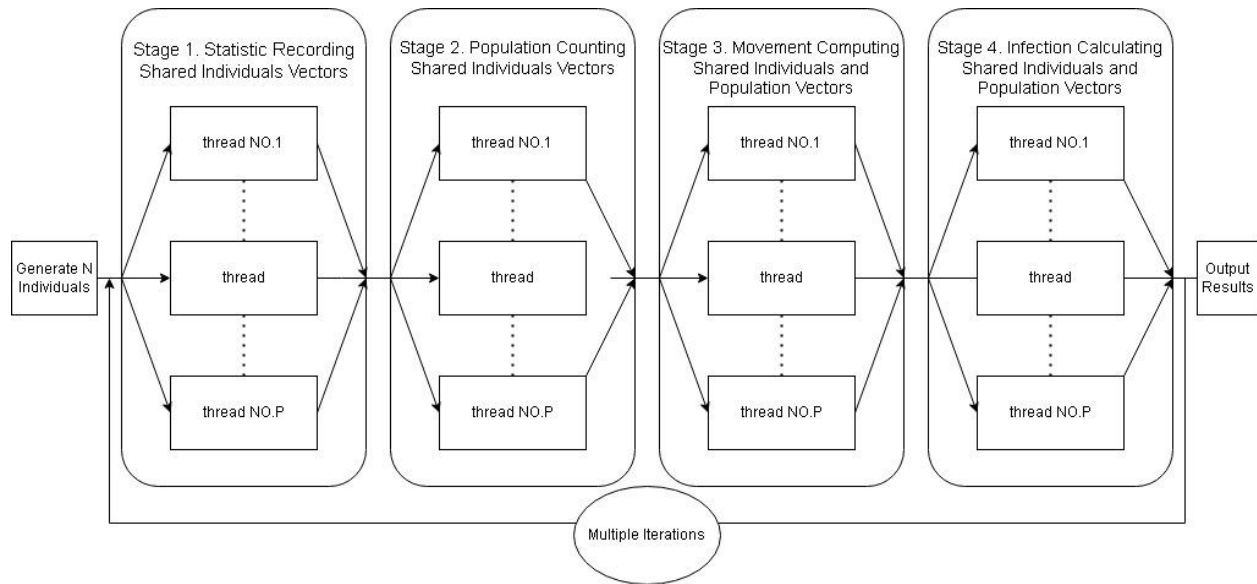 Generate N
Individuals
Stage 1. Statistic Recording
Shared Individuals Vectors
thread NO.1
thread
thread NO.P
Stage 2. Population Counting
Shared Individuals Vectors
thread NO.1
thread
thread NO.P
Stage 3. Movement Computing
Shared Individuals and
Population Vectors
thread NO.1
thread
thread NO.P
Stage 4. Infection Calculating
Shared Individuals and
Population Vectors
thread NO.1
thread
thread NO.P
Output
Results
Multiple Iterations